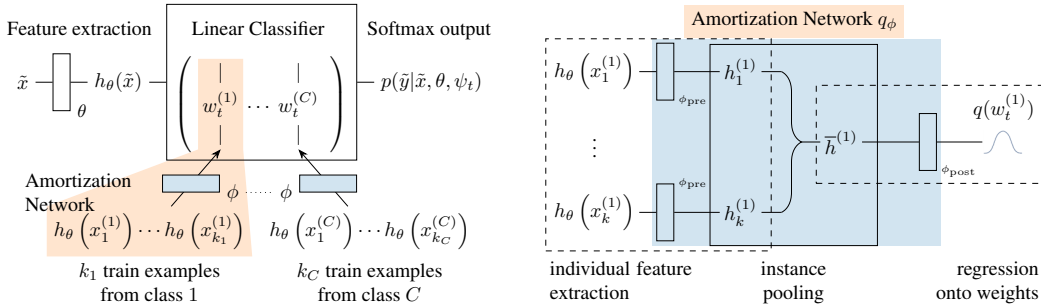 Feature extraction Linear Classifier Softmax output
x̃ θ h_θ(x̃) ( w_t^{(1)} ⋯ w_t^{(C)} ) p(ỹ|x̃, θ, ψ_t)
Amortization
Network
ϕ ...... ϕ
h_θ(x_1^{(1)}) ⋯ h_θ(x_{k_1}^{(1)}) h_θ(x_1^{(C)}) ⋯ h_θ(x_{k_C}^{(C)})
k_1 train examples
from class 1
k_C train examples
from class C
Amortization Network q_ϕ
h_θ(x_1^{(1)}) ϕ_pre h_1^{(1)}
⋮ h̅^{(1)} ϕ_post q(w_t^{(1)})
h_θ(x_k^{(1)}) ϕ_pre h_k^{(1)}
individual feature
extraction
instance
pooling
regression
onto weights